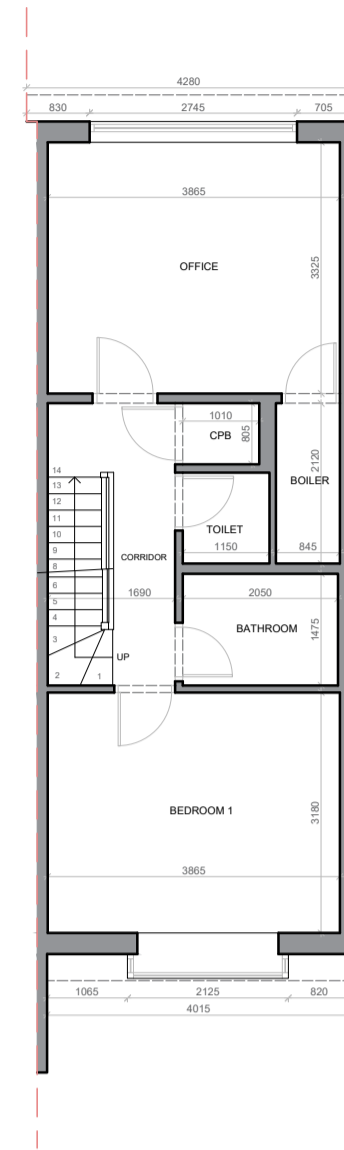 4280
830 2745 705
3865
OFFICE
3325
1010
CPB
805
2120
BOILER
14
13
12
11
10
9
8
6
5
4
3
2
1
UP
TOILET
1150
845
CORRIDOR
1690
2050
BATHROOM
1475
BEDROOM 1
3180
3865
1065 2125 820
4015